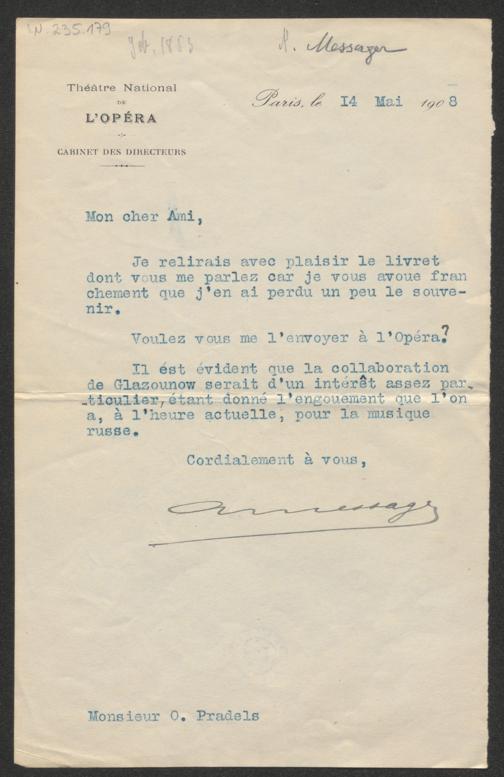 IN. 235.179
geb. 1853
A. Messager
Théâtre National
DE
L'OPÉRA
CABINET DES DIRECTEURS
Paris, le 14 Mai 1908
Mon cher Ami,
Je relirais avec plaisir le livret
dont vous me parlez car je vous avoue fran
chement que j'en ai perdu un peu le souve-
nir.
Voulez vous me l'envoyer à l'Opéra?
Il ést évident que la collaboration
de Glazounow serait d'un intérêt assez par-
-ticulier, étant donné l'engouement que l'on
a, à l'heure actuelle, pour la musique
russe.
Cordialement à vous,
A Messager
Monsieur O. Pradels